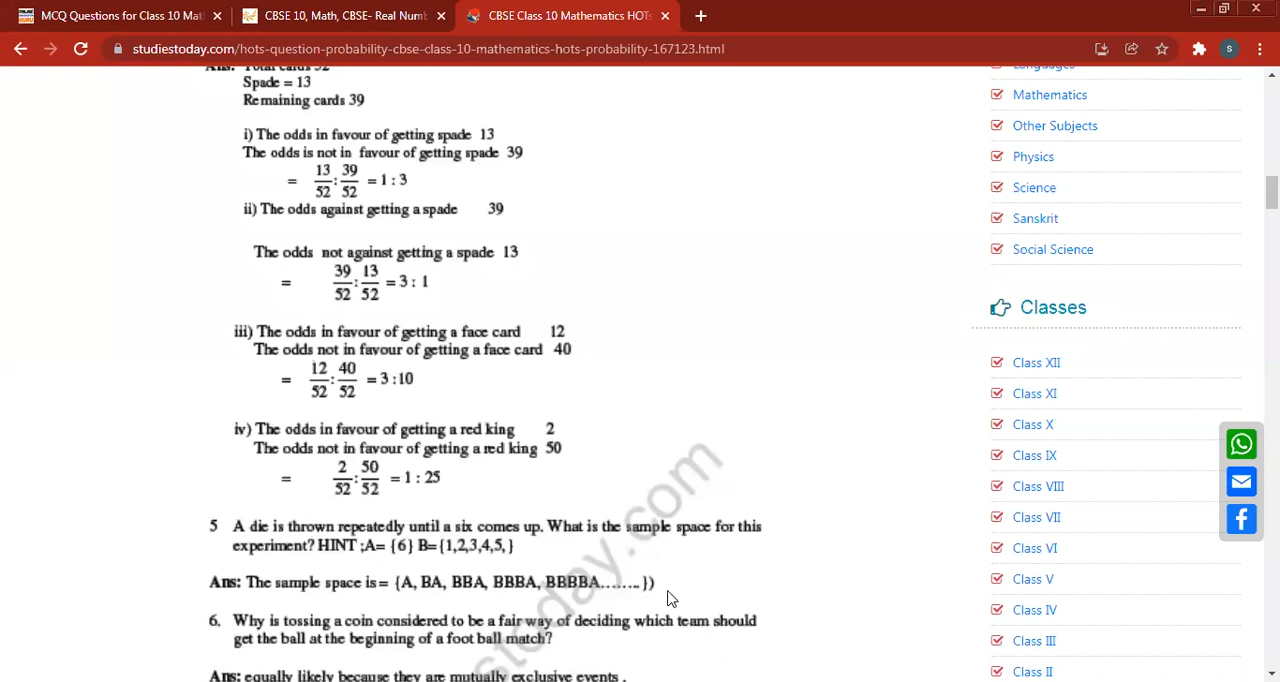 MCQ Questions for Class 10 Mat
CBSE 10, Math, CBSE- Real Numb
CBSE Class 10 Mathematics HOTs
studiestoday.com/hots-question-probability-cbse-class-10-mathematics-hots-probability-167123.html
S
Ans: Total cards 52
Spade = 13
Remaining cards 39
i) The odds in favour of getting spade 13
The odds is not in favour of getting spade 39
= 13/52 : 39/52 = 1 : 3
ii) The odds against getting a spade 39
The odds not against getting a spade 13
= 39/52 : 13/52 = 3 : 1
iii) The odds in favour of getting a face card 12
The odds not in favour of getting a face card 40
= 12/52 : 40/52 = 3 :10
iv) The odds in favour of getting a red king 2
The odds not in favour of getting a red king 50
= 2/52 : 50/52 = 1 : 25
5 A die is thrown repeatedly until a six comes up. What is the sample space for this
experiment? HINT ;A= {6} B={1,2,3,4,5,}
Ans: The sample space is = {A, BA, BBA, BBBA, BBBBA…….. })
6. Why is tossing a coin considered to be a fair way of deciding which team should
get the ball at the beginning of a foot ball match?
Ans: equally likely because they are mutually exclusive events .
stoday.com
Languages
Mathematics
Other Subjects
Physics
Science
Sanskrit
Social Science
Classes
Class XII
Class XI
Class X
Class IX
Class VIII
Class VII
Class VI
Class V
Class IV
Class III
Class II